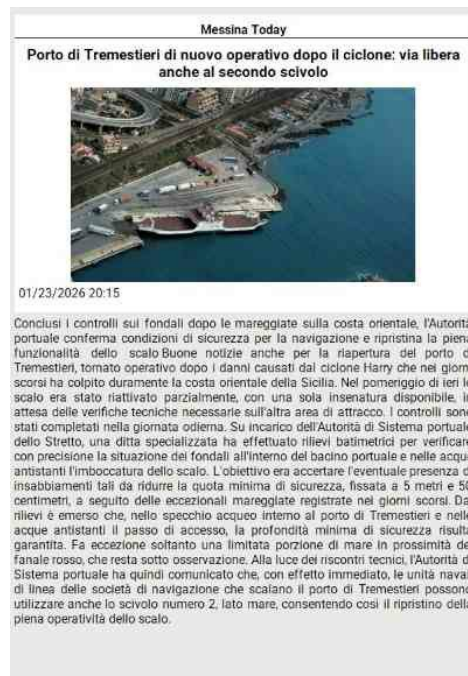 Messina Today
Porto di Tremestieri di nuovo operativo dopo il ciclone: via libera
anche al secondo scivolo
01/23/2026 20:15
Conclusi i controlli sui fondali dopo le mareggiate sulla costa orientale, l'Autorità
portuale conferma condizioni di sicurezza per la navigazione e ripristina la piena
funzionalità dello scalo Buone notizie anche per la riapertura del porto d
Tremestieri, tornato operativo dopo i danni causati dal ciclone Harry che nei giorn
scorsi ha colpito duramente la costa orientale della Sicilia. Nel pomeriggio di ieri lo
scalo era stato riattivato parzialmente, con una sola insenatura disponibile, i
attesa delle verifiche tecniche necessarie sull'altra area di attracco. I controlli son
stati completati nella giornata odierna. Su incarico dell'Autorità di Sistema portuale
dello Stretto, una ditta specializzata ha effettuato rilievi batimetrici per verificare
con precisione la situazione dei fondali all'interno del bacino portuale e nelle acque
antistanti l'imboccatura dello scalo. L'obiettivo era accertare l'eventuale presenza d
insabbiamenti tali da ridurre la quota minima di sicurezza, fissata a 5 metri e 50
centimetri, a seguito delle eccezionali mareggiate registrate nei giorni scorsi. Da
rilievi è emerso che, nello specchio acqueo interno al porto di Tremestieri e nelle
acque antistanti il passo di accesso, la profondità minima di sicurezza risulta
garantita. Fa eccezione soltanto una limitata porzione di mare in prossimità de
fanale rosso, che resta sotto osservazione. Alla luce dei riscontri tecnici, l'Autorità d
Sistema portuale ha quindi comunicato che, con effetto immediato, le unità naval
di linea delle società di navigazione che scalano il porto di Tremestieri possono
utilizzare anche lo scivolo numero 2, lato mare, consentendo così il ripristino della
piena operatività dello scalo.